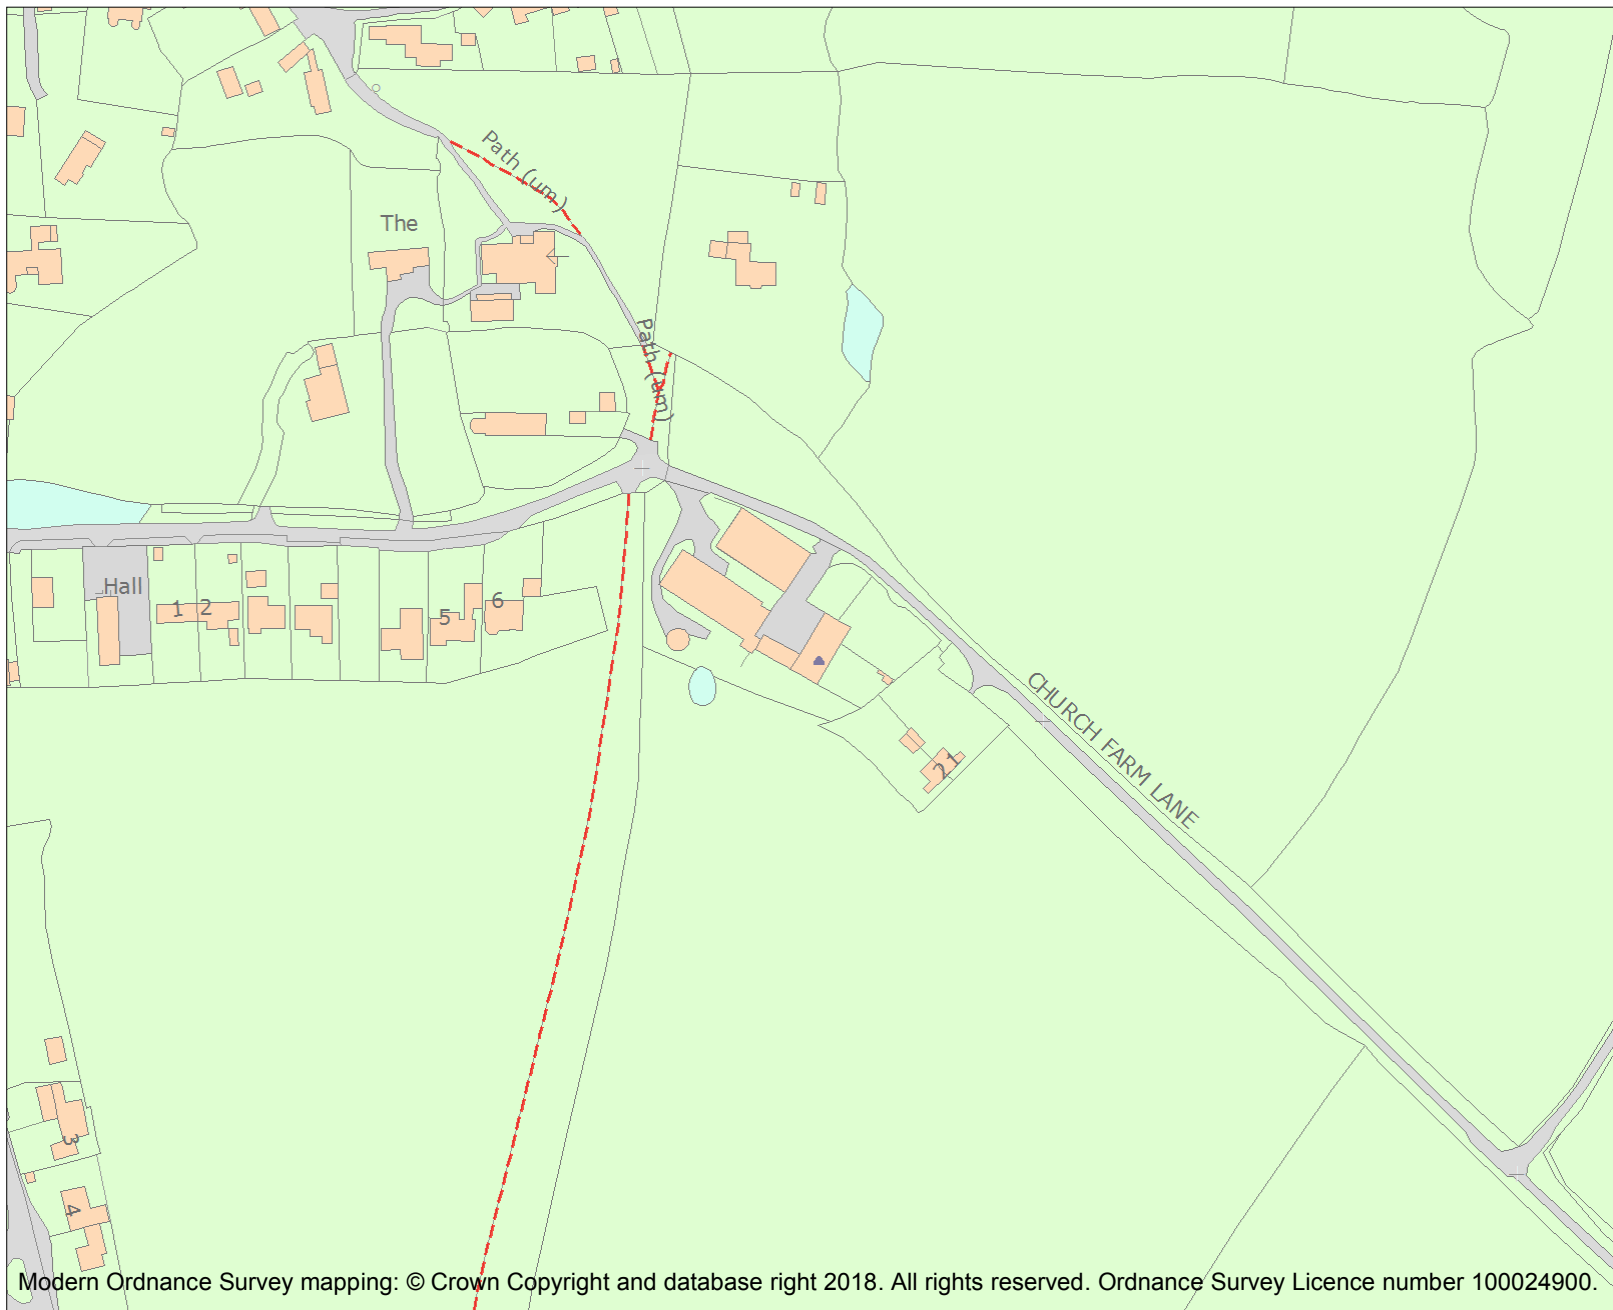 Path (um)
The
Path (um)
Hall
1
2
5
6
CHURCH FARM LANE
21
3
4
Modern Ordnance Survey mapping: © Crown Copyright and database right 2018. All rights reserved. Ordnance Survey Licence number 100024900.